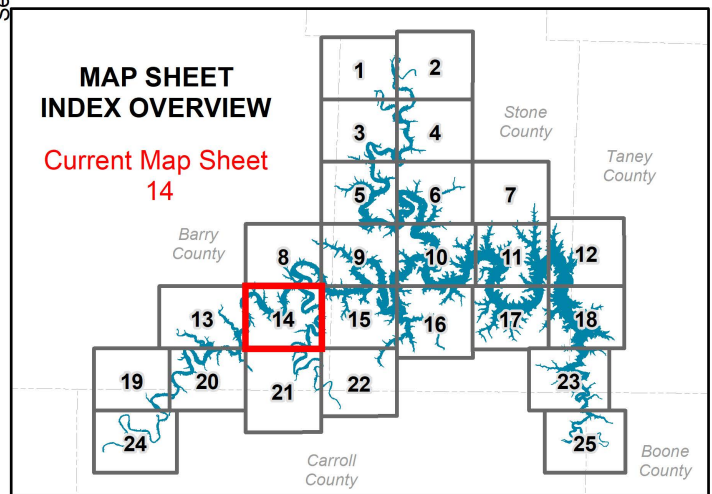 MAP SHEET
INDEX OVERVIEW
Current Map Sheet
14
1
2
Stone
County
3
4
Taney
County
5
6
7
Barry
County
8
9
10
11
12
13
14
15
16
17
18
19
20
21
22
23
24
25
Carroll
County
Boone
County